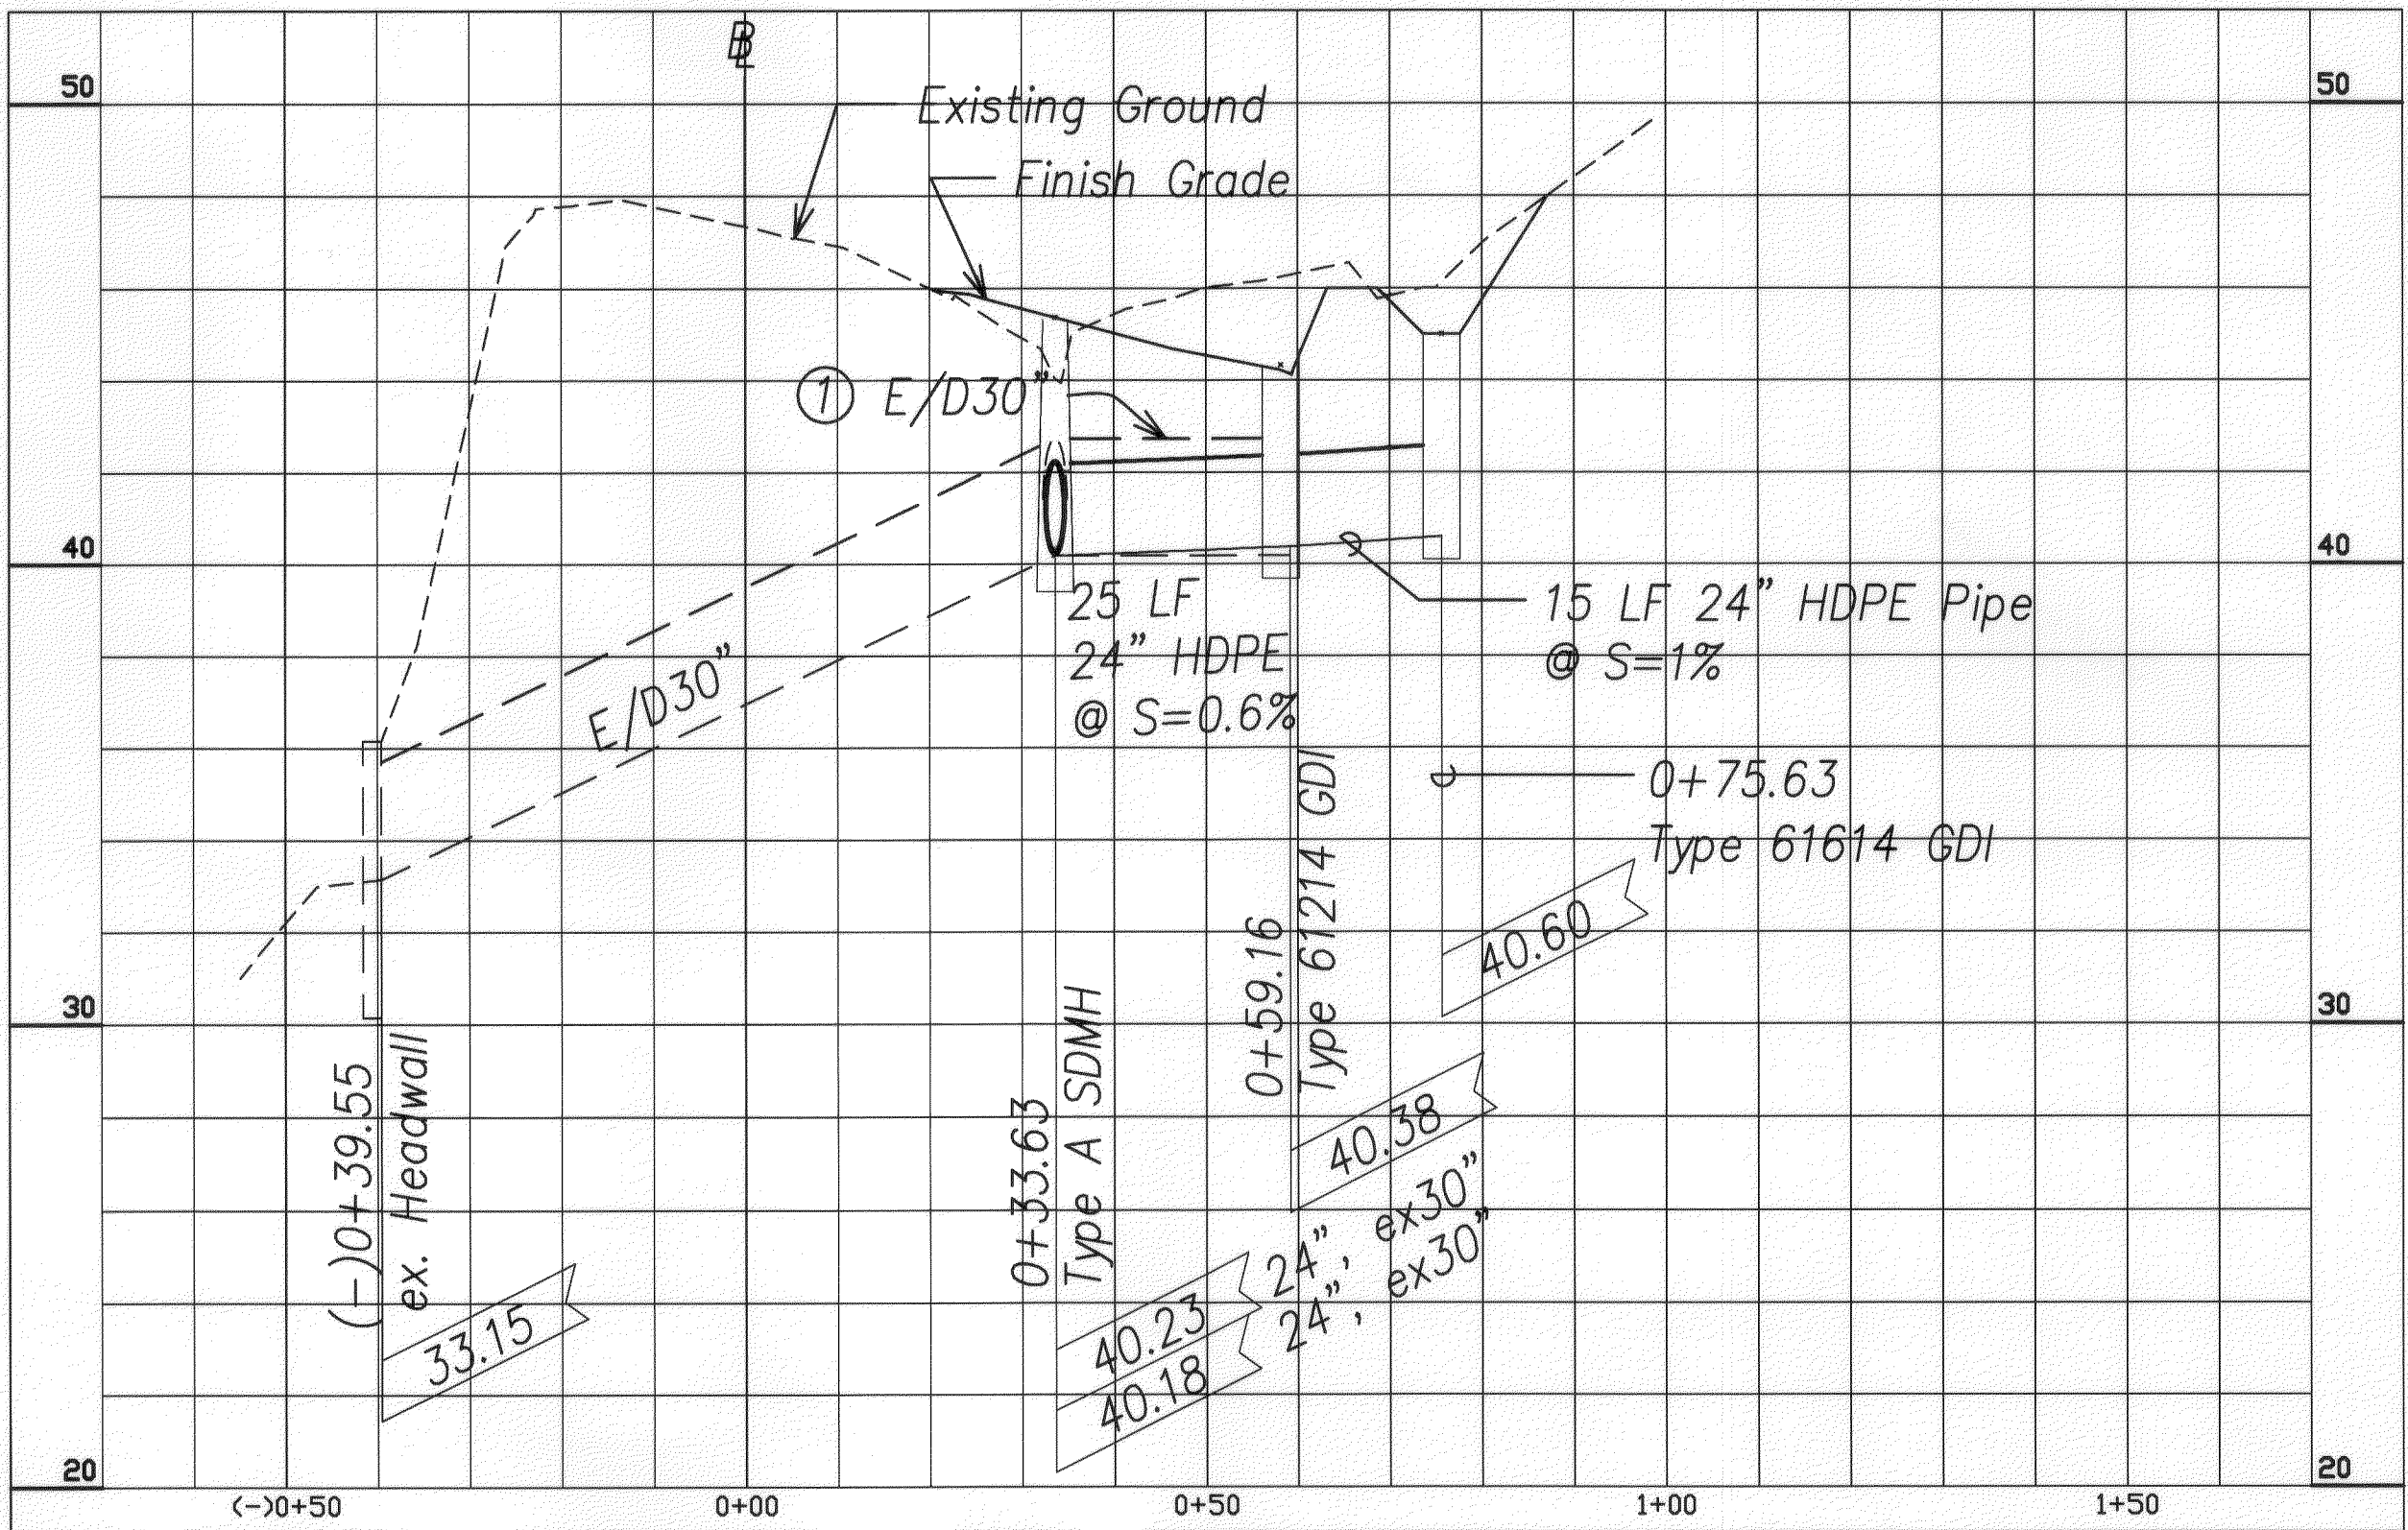 BL
50
50
Existing Ground
Finish Grade
① E/D30"
40
40
25 LF
24" HDPE
@ S=0.6%
15 LF 24" HDPE Pipe
@ S=1%
E/D30"
0+75.63
Type 61614 GDI
0+59.16
Type 61214 GDI
40.60
30
30
(-)0+39.55
ex. Headwall
0+33.63
Type A SDMH
40.38
33.15
40.23 24", ex30"
40.18 24", ex30"
20
20
(-)0+50
0+00
0+50
1+00
1+50